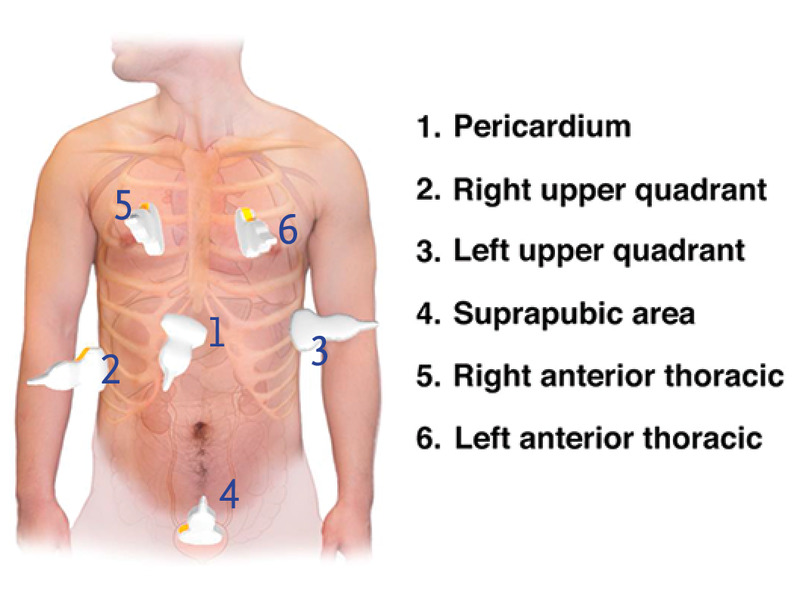 1. Pericardium
2. Right upper quadrant
3. Left upper quadrant
4. Suprapubic area
5. Right anterior thoracic
6. Left anterior thoracic
5
6
1
3
2
4